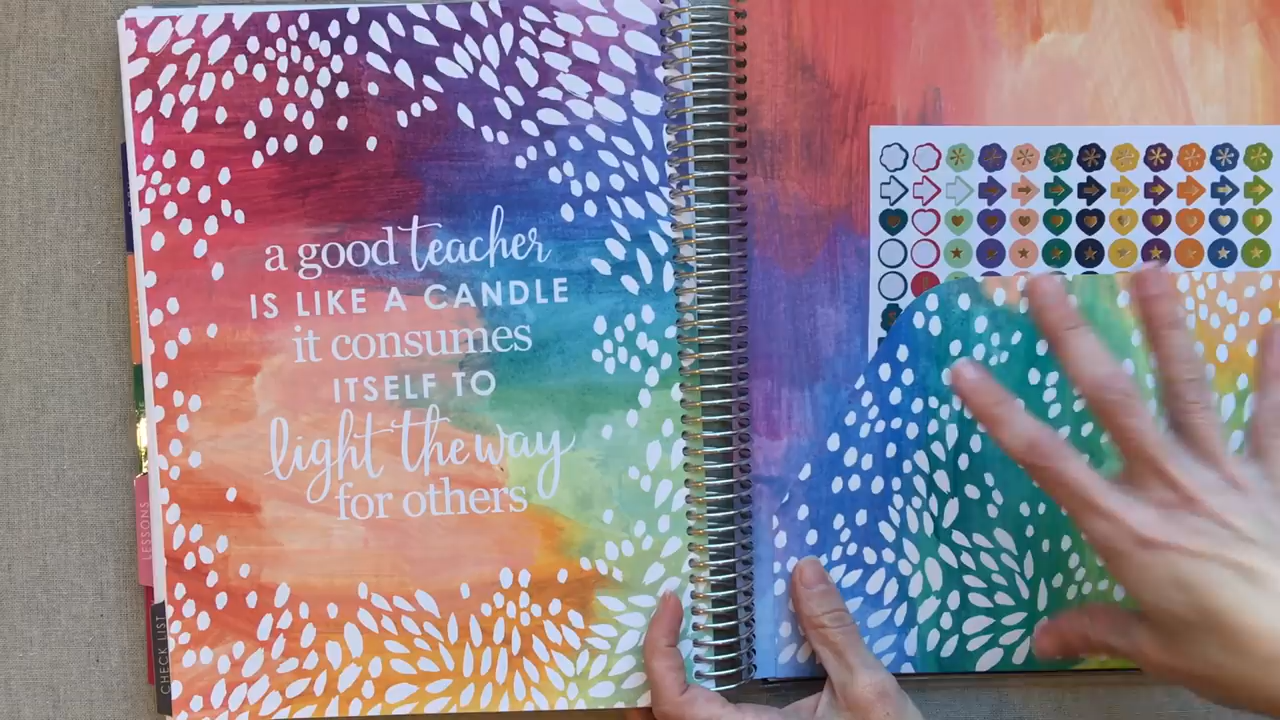 a good teacher
IS LIKE A CANDLE
it consumes
ITSELF TO
light the way
for others
LESSONS
CHECK LIST